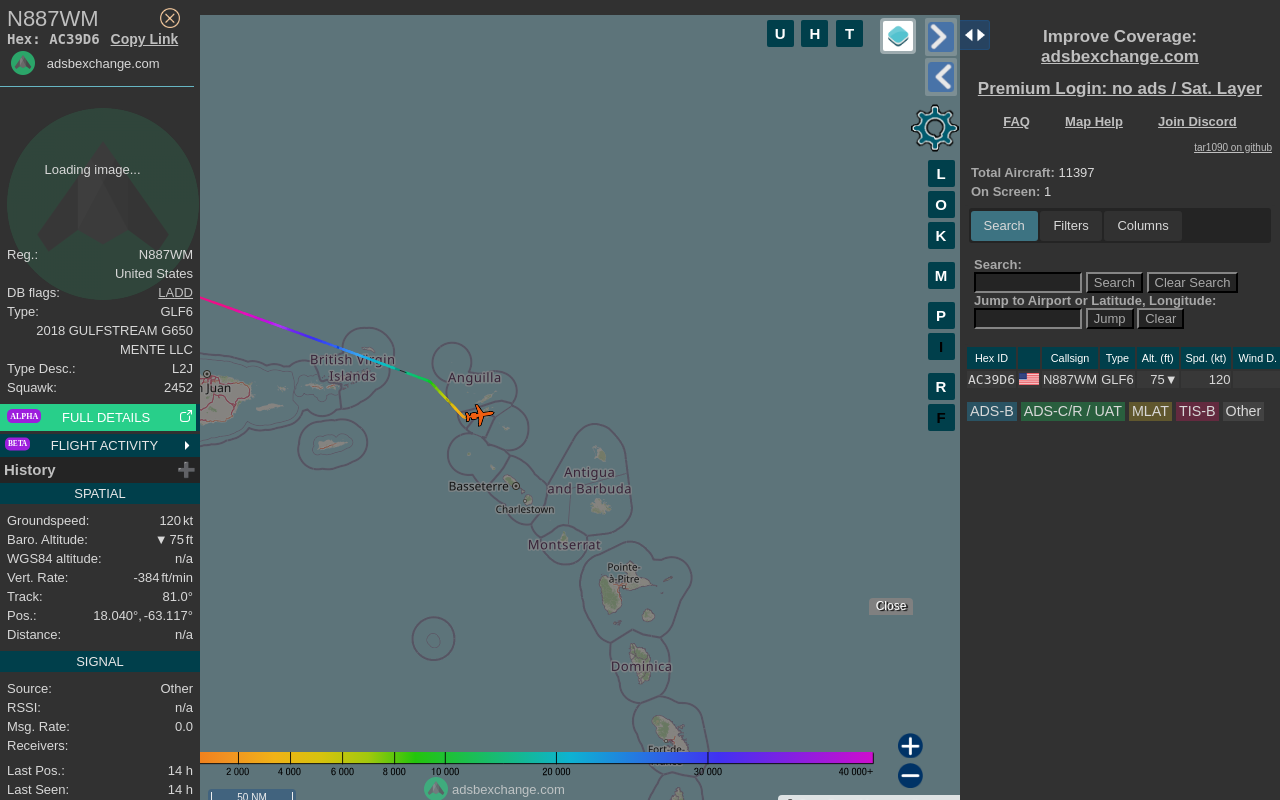 N887WM
Hex: AC39D6 Copy Link
adsbexchange.com
Loading image...
Reg.: N887WM
United States
DB flags: LADD
Type: GLF6
2018 GULFSTREAM G650
MENTE LLC
Type Desc.: L2J
Squawk: 2452
ALPHA FULL DETAILS
BETA FLIGHT ACTIVITY
History
SPATIAL
Groundspeed: 120 kt
Baro. Altitude: ▼ 75 ft
WGS84 altitude: n/a
Vert. Rate: -384 ft/min
Track: 81.0°
Pos.: 18.040°, -63.117°
Distance: n/a
SIGNAL
Source: Other
RSSI: n/a
Msg. Rate: 0.0
Receivers:
Last Pos.: 14 h
Last Seen: 14 h
U H T
L
O
K
M
P
I
R
F
British Virgin
Islands
n Juan
Anguilla
Antigua
and Barbuda
Basseterre
Charlestown
Montserrat
Pointe-
à-Pitre
Dominica
Fort-de-
Close
2 000 4 000 6 000 8 000 10 000 20 000 30 000 40 000+
adsbexchange.com
50 NM
Improve Coverage:
adsbexchange.com
Premium Login: no ads / Sat. Layer
FAQ Map Help Join Discord
tar1090 on github
Total Aircraft: 11397
On Screen: 1
Search Filters Columns
Search:
Search Clear Search
Jump to Airport or Latitude, Longitude:
Jump Clear
Hex ID Callsign Type Alt. (ft) Spd. (kt) Wind D.
AC39D6 N887WM GLF6 75▼ 120
ADS-B ADS-C/R / UAT MLAT TIS-B Other